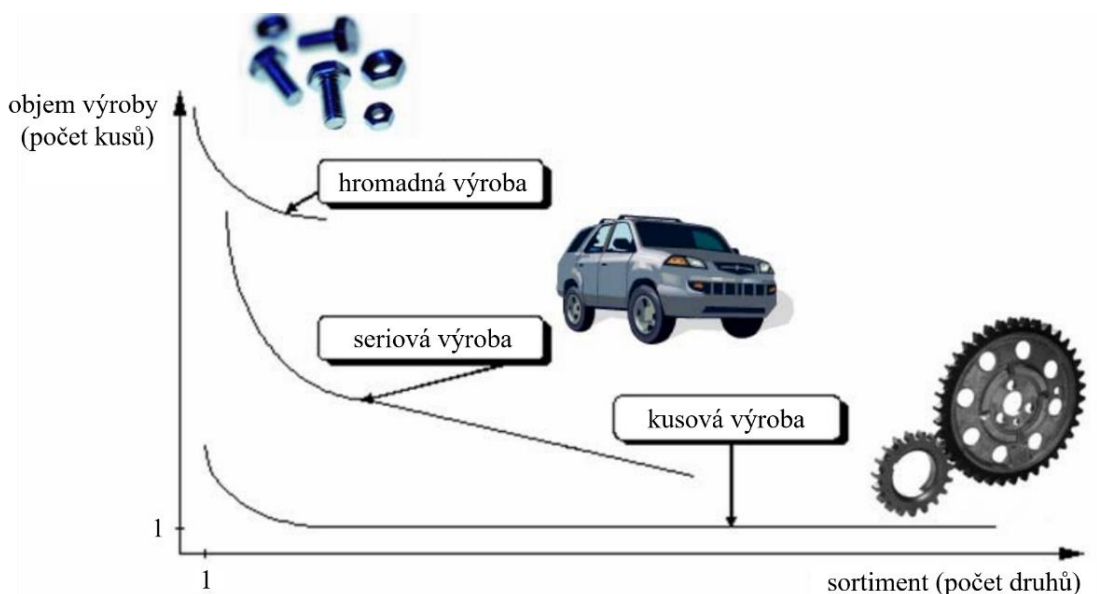 objem výroby
(počet kusů)
hromadná výroba
seriová výroba
kusová výroba
1
1
sortiment (počet druhů)